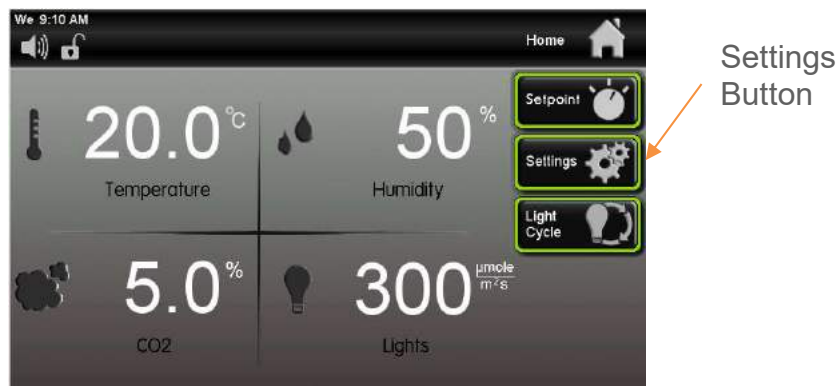 We 9:10 AM
Home
Setpoint
20.0 °C
50 %
Temperature
Humidity
Settings
Light
Cycle
5.0 %
300 µmole
m²s
CO2
Lights
Settings
Button